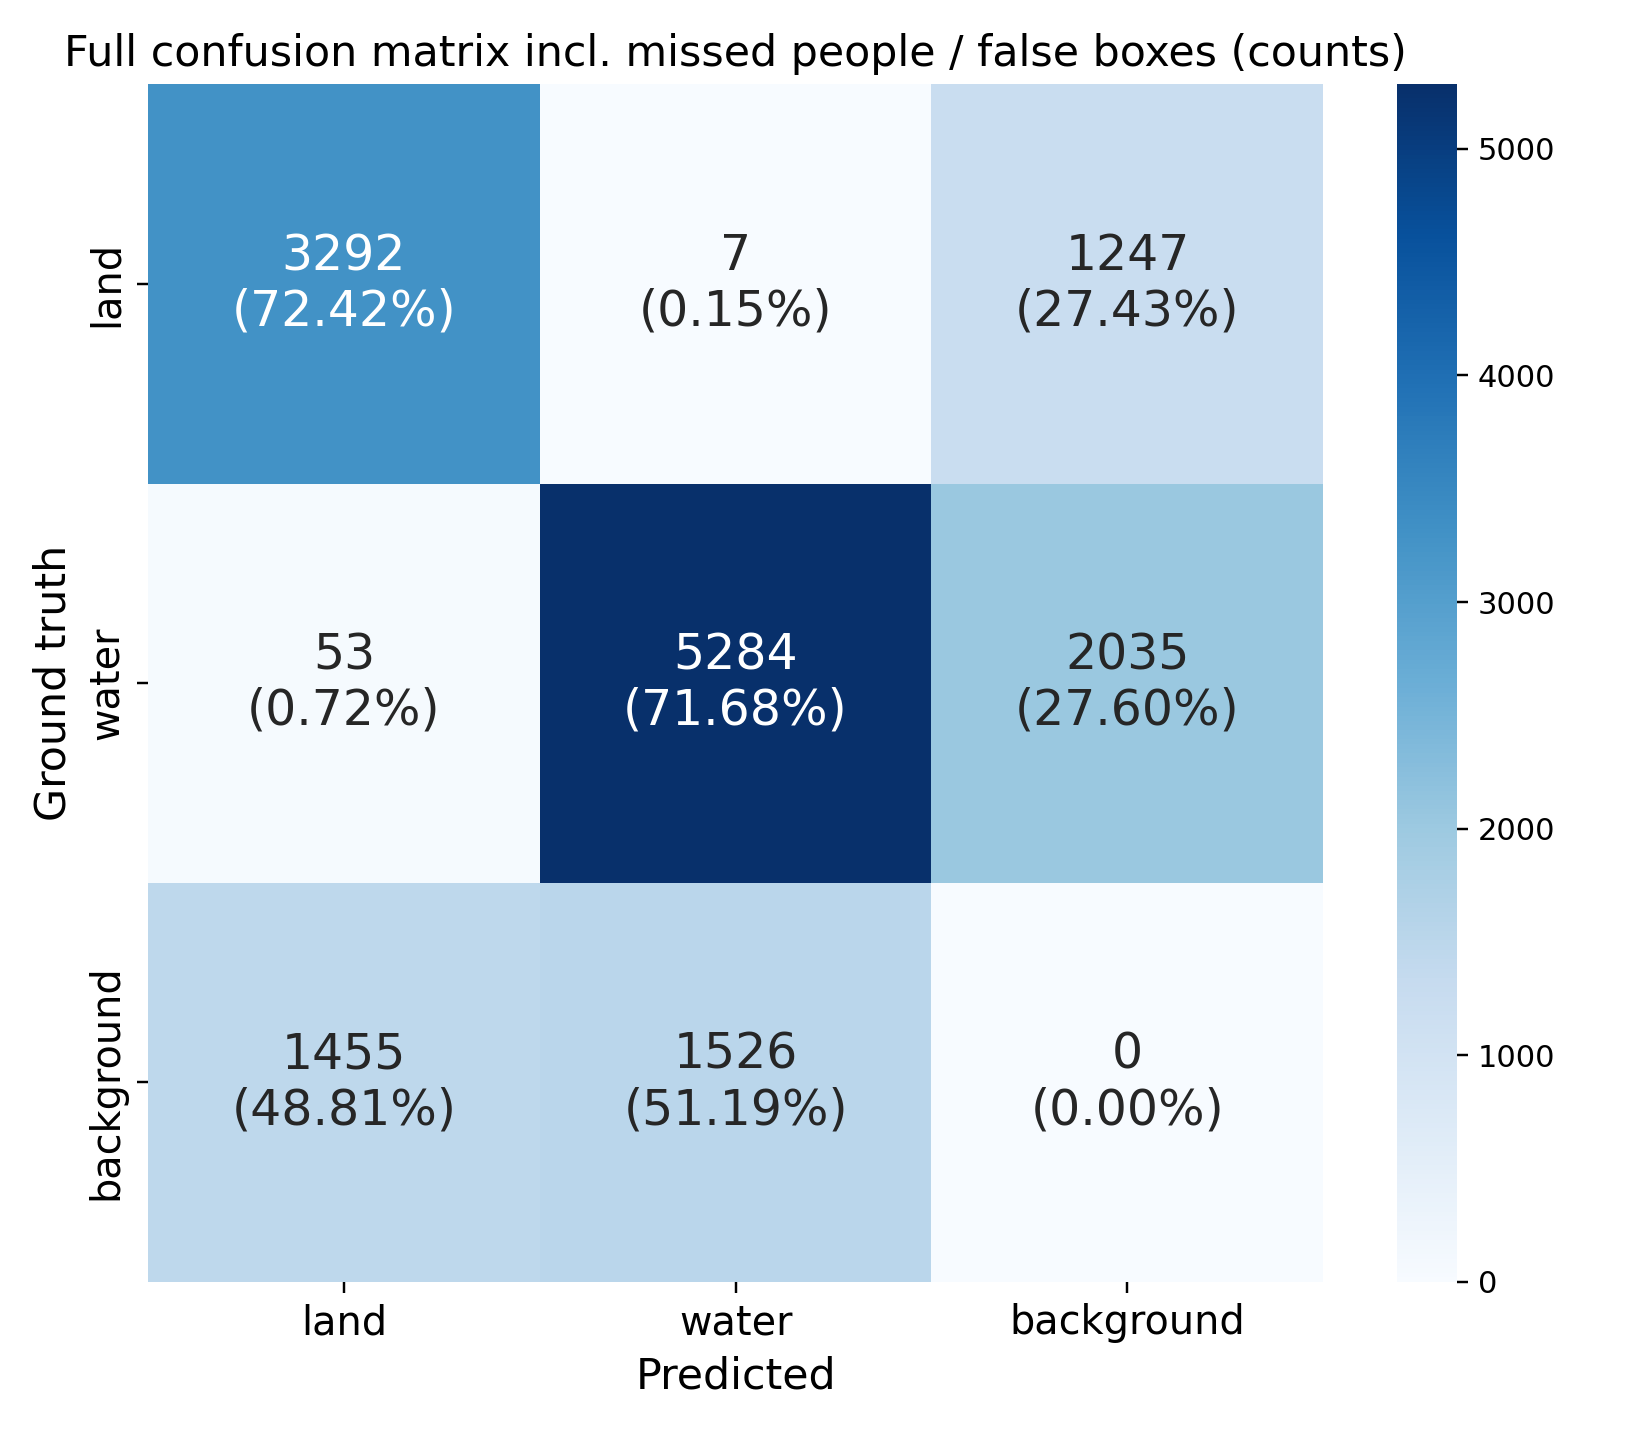 Full confusion matrix incl. missed people / false boxes (counts)
3292
(72.42%)
7
(0.15%)
1247
(27.43%)
53
(0.72%)
5284
(71.68%)
2035
(27.60%)
1455
(48.81%)
1526
(51.19%)
0
(0.00%)
Ground truth
land
water
background
land
water
background
Predicted
5000
4000
3000
2000
1000
0